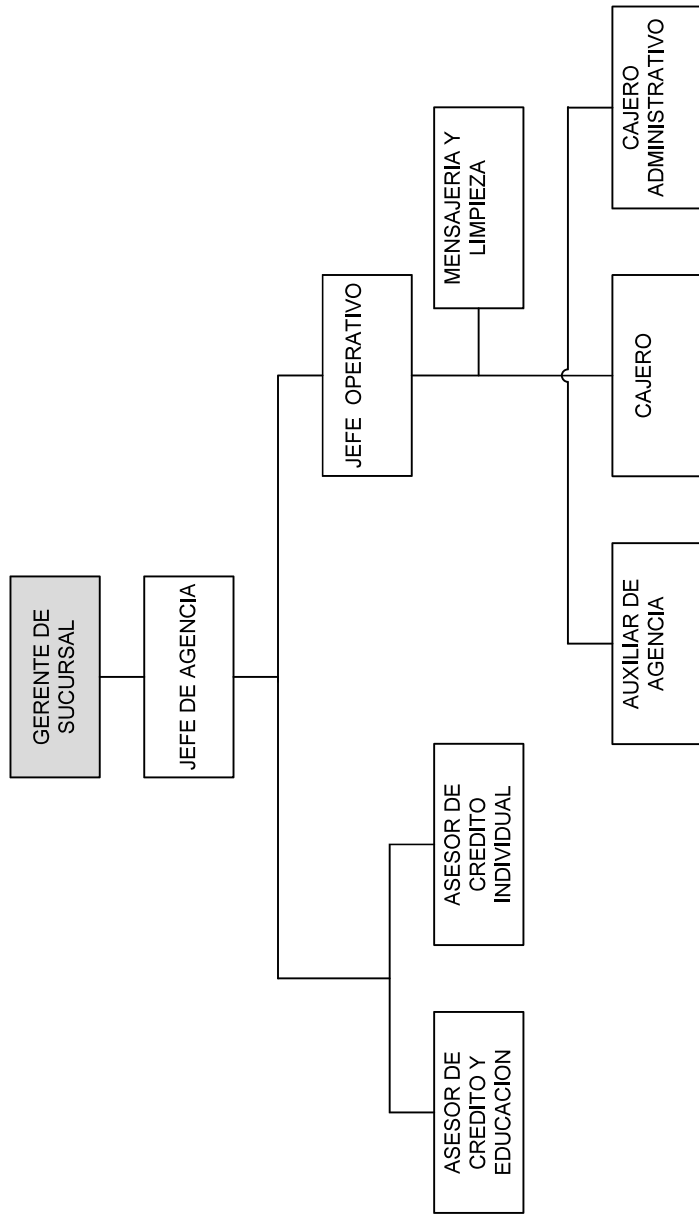 GERENTE DE
SUCURSAL
JEFE DE AGENCIA
JEFE OPERATIVO
MENSAJERIA Y
LIMPIEZA
ASESOR DE
CREDITO Y
EDUCACION
ASESOR DE
CREDITO
INDIVIDUAL
AUXILIAR DE
AGENCIA
CAJERO
CAJERO
ADMINISTRATIVO